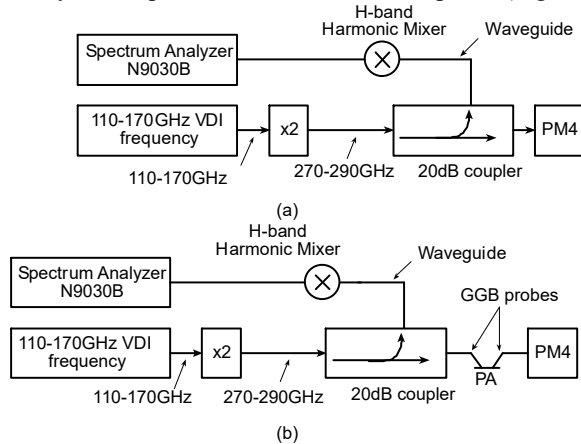 H-band
Harmonic Mixer
Waveguide
Spectrum Analyzer
N9030B
110-170GHz VDI
frequency
x2
PM4
110-170GHz
270-290GHz
20dB coupler
(a)
H-band
Harmonic Mixer
Waveguide
Spectrum Analyzer
N9030B
GGB probes
110-170GHz VDI
frequency
x2
PM4
PA
110-170GHz
270-290GHz
20dB coupler
(b)